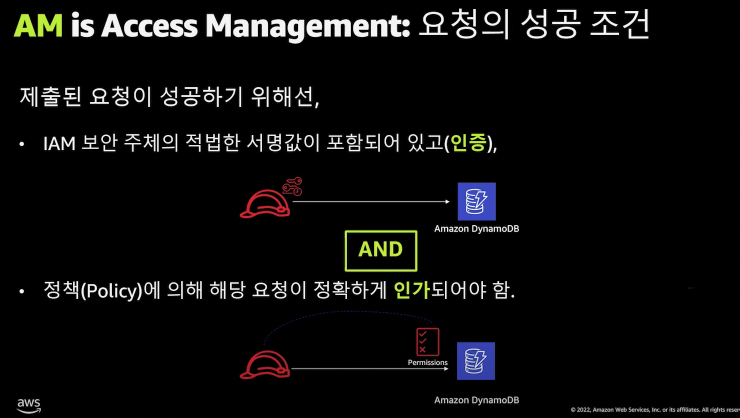 AM is Access Management: 요청의 성공 조건
제출된 요청이 성공하기 위해선,
• IAM 보안 주체의 적법한 서명값이 포함되어 있고(인증),
Amazon DynamoDB
AND
• 정책(Policy)에 의해 해당 요청이 정확하게 인가되어야 함.
Permissions
Amazon DynamoDB
aws
© 2022, Amazon Web Services, Inc. or its affiliates. All rights rese